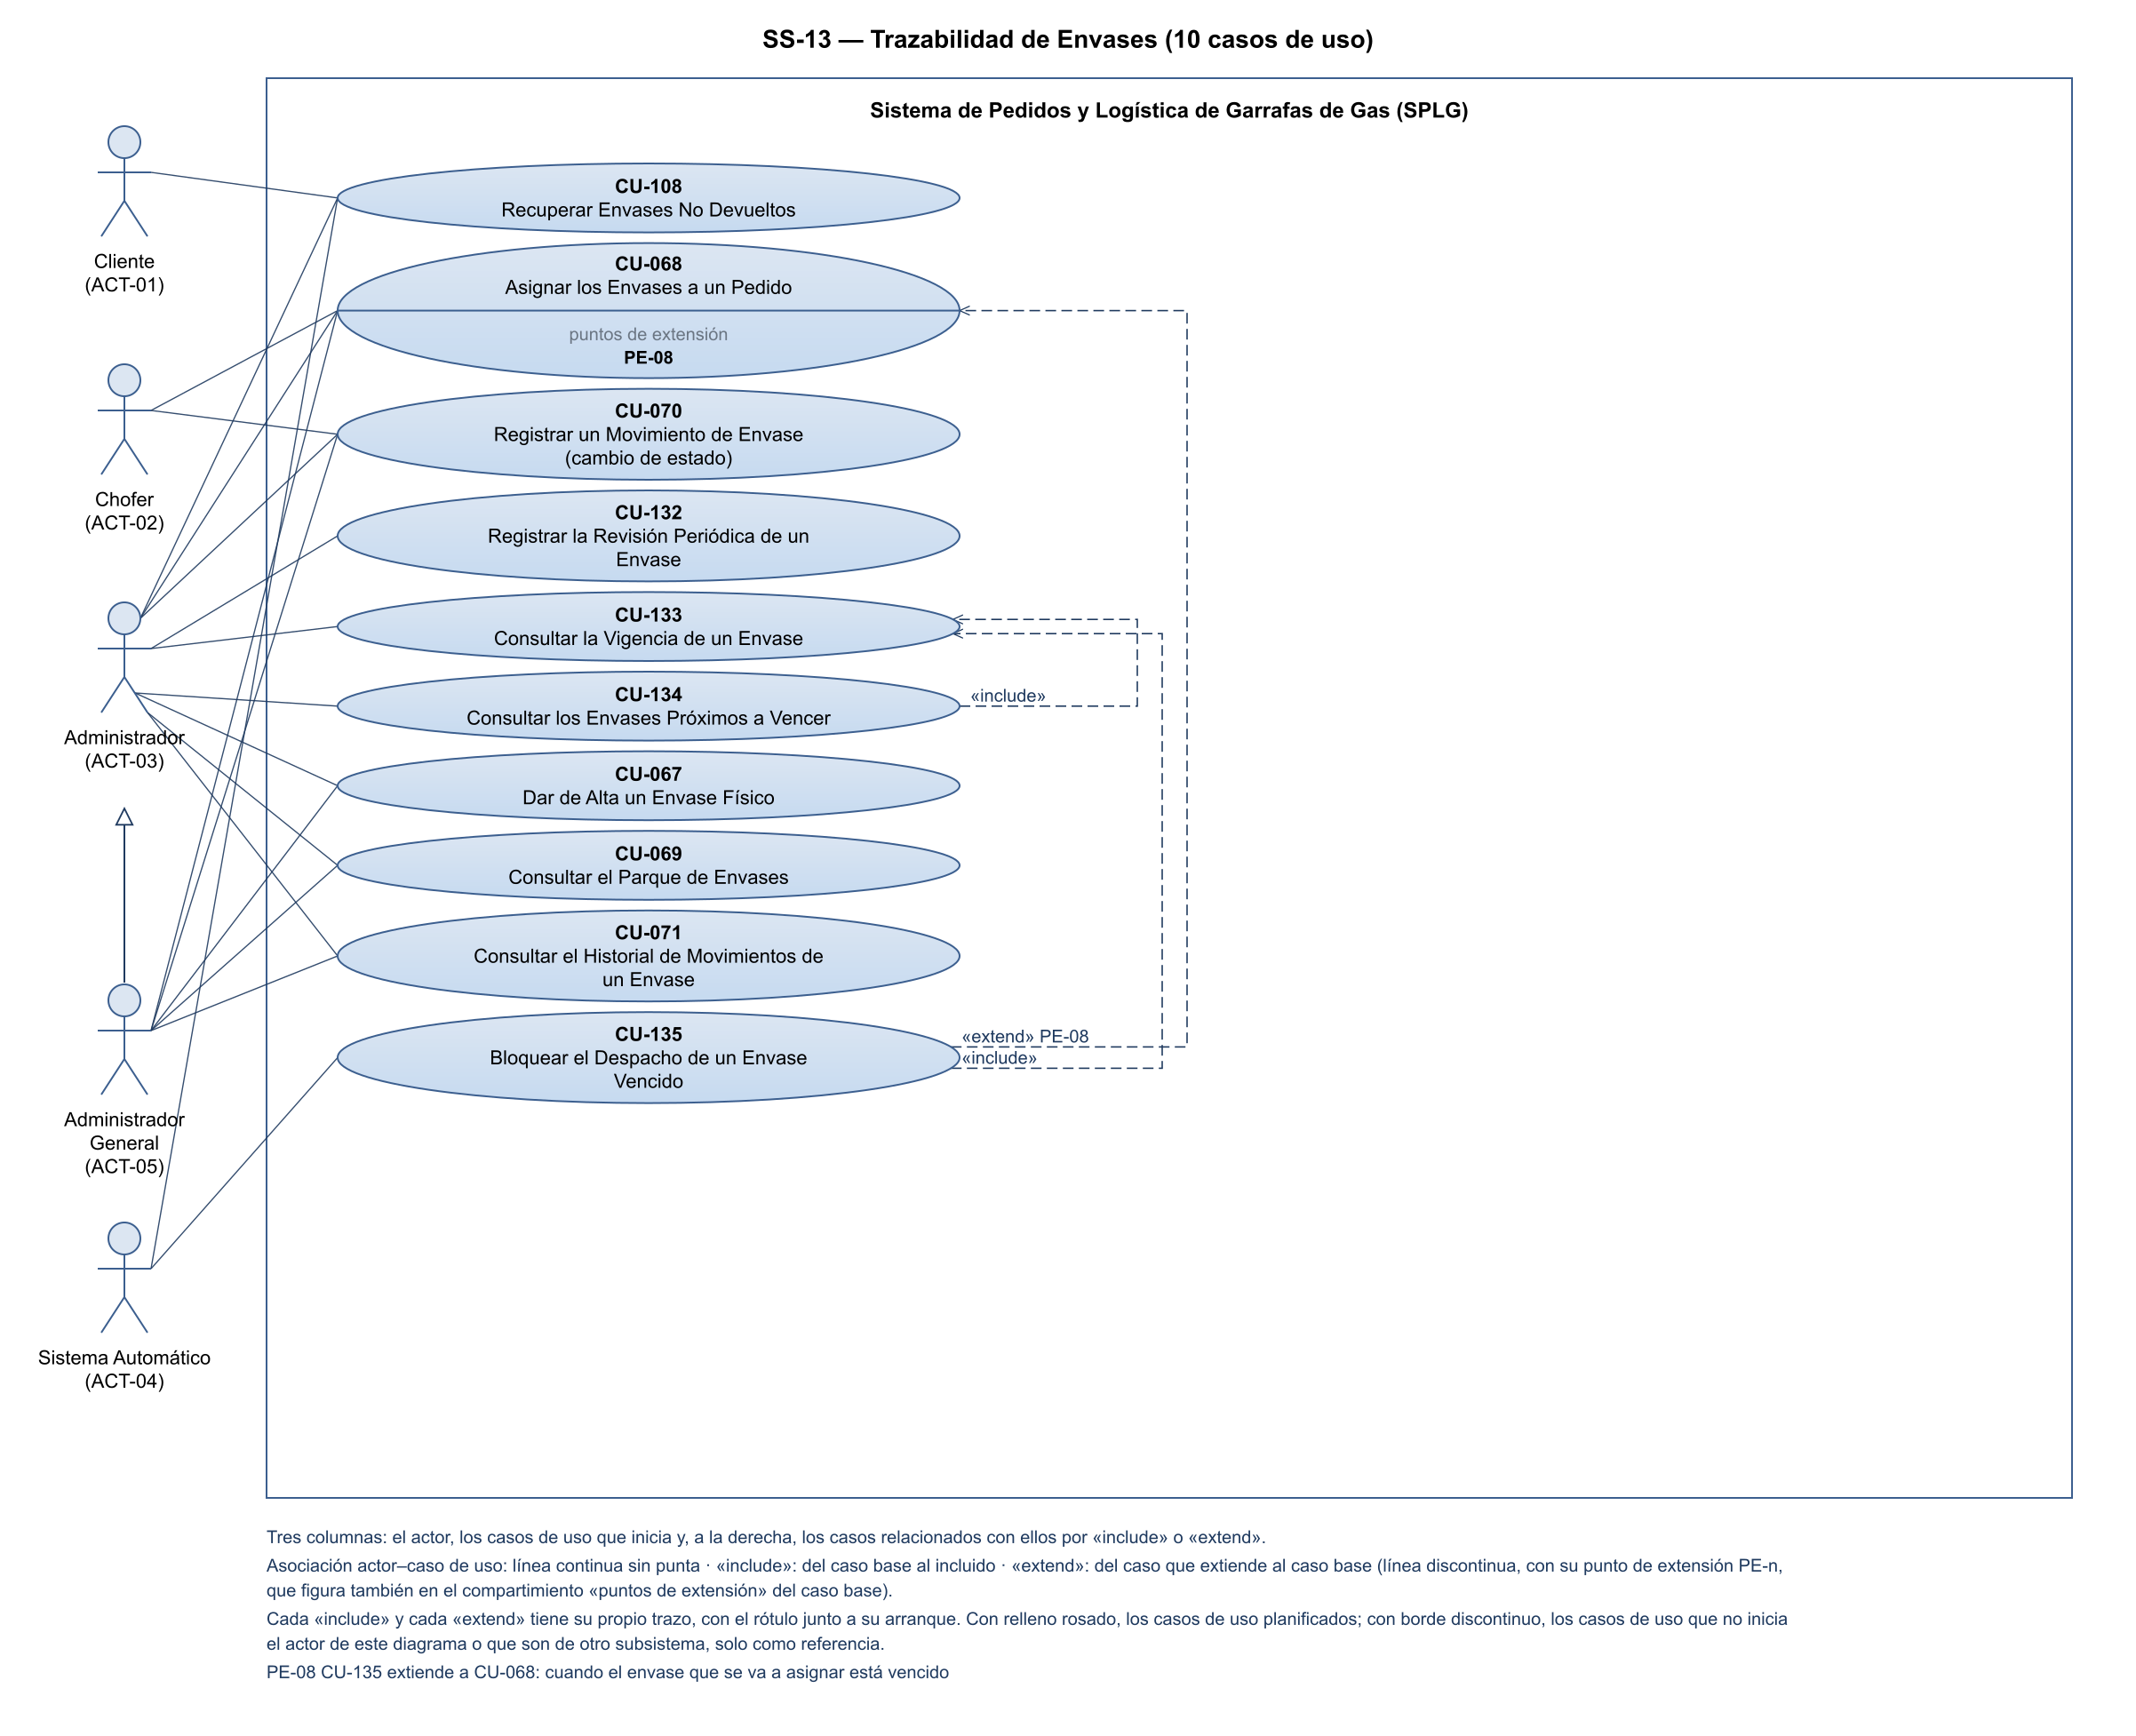 SS-13 — Trazabilidad de Envases (10 casos de uso)
Sistema de Pedidos y Logística de Garrafas de Gas (SPLG)
Cliente
(ACT-01)
Chofer
(ACT-02)
Administrador
(ACT-03)
Administrador
General
(ACT-05)
Sistema Automático
(ACT-04)
CU-108
Recuperar Envases No Devueltos
CU-068
Asignar los Envases a un Pedido
puntos de extensión
PE-08
CU-070
Registrar un Movimiento de Envase
(cambio de estado)
CU-132
Registrar la Revisión Periódica de un
Envase
CU-133
Consultar la Vigencia de un Envase
CU-134
Consultar los Envases Próximos a Vencer
«include»
CU-067
Dar de Alta un Envase Físico
CU-069
Consultar el Parque de Envases
CU-071
Consultar el Historial de Movimientos de
un Envase
CU-135
Bloquear el Despacho de un Envase
Vencido
«extend» PE-08
«include»
Tres columnas: el actor, los casos de uso que inicia y, a la derecha, los casos relacionados con ellos por «include» o «extend».
Asociación actor–caso de uso: línea continua sin punta · «include»: del caso base al incluido · «extend»: del caso que extiende al caso base (línea discontinua, con su punto de extensión PE-n,
que figura también en el compartimiento «puntos de extensión» del caso base).
Cada «include» y cada «extend» tiene su propio trazo, con el rótulo junto a su arranque. Con relleno rosado, los casos de uso planificados; con borde discontinuo, los casos de uso que no inicia
el actor de este diagrama o que son de otro subsistema, solo como referencia.
PE-08 CU-135 extiende a CU-068: cuando el envase que se va a asignar está vencido